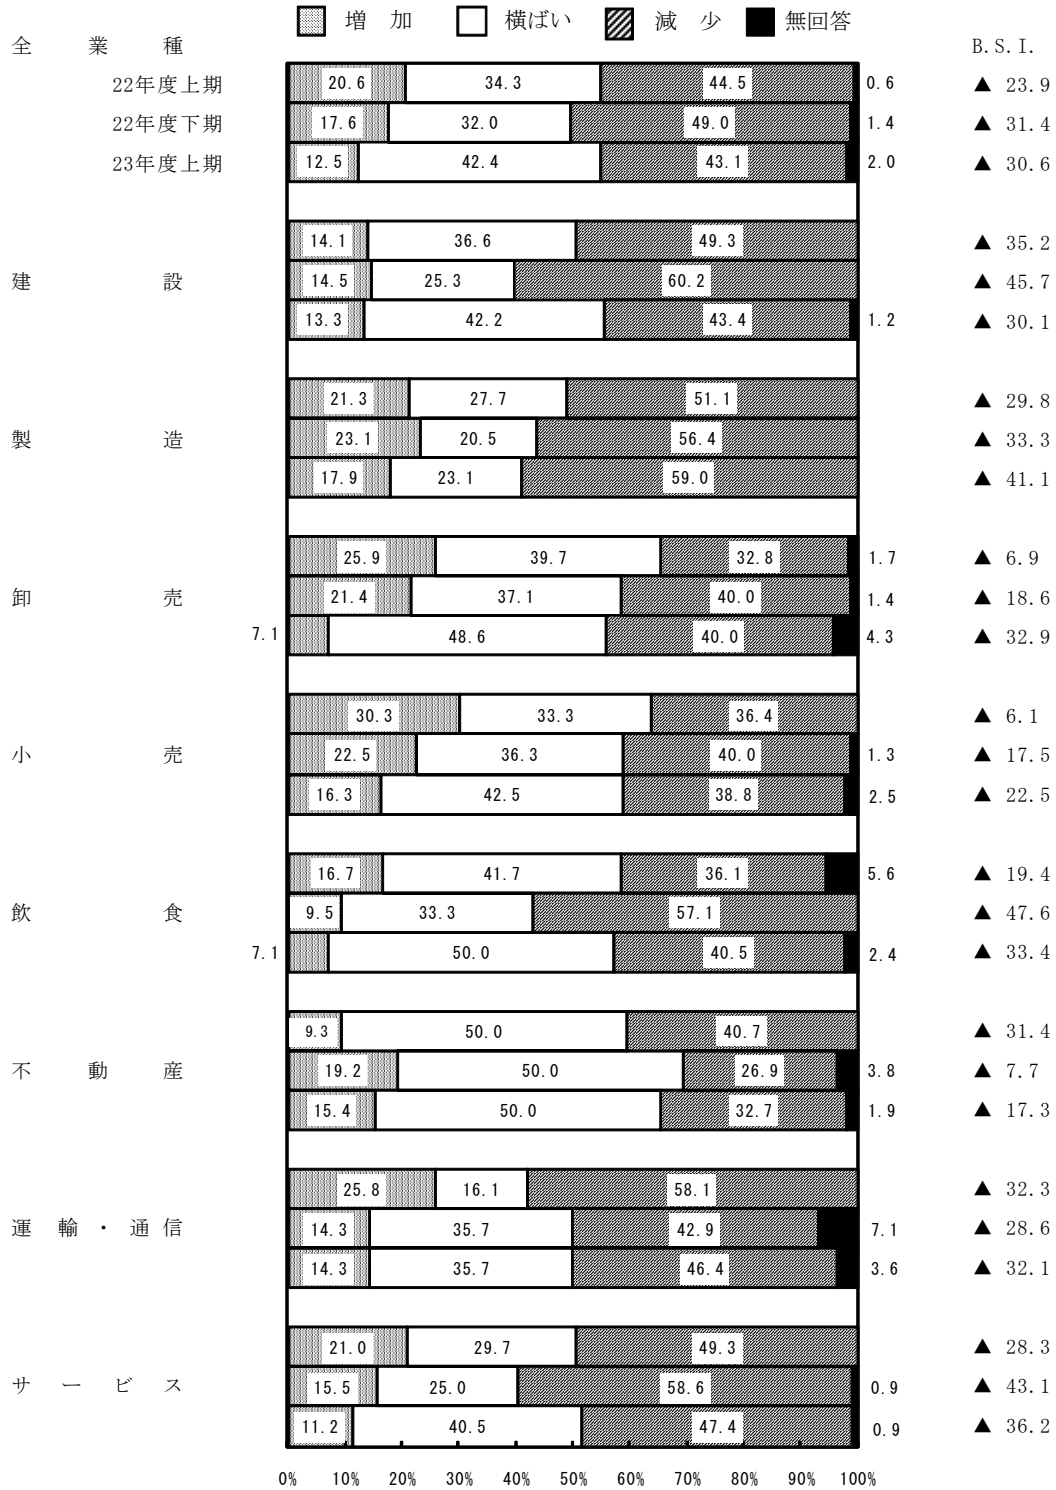 増 加 横ばい 減 少 無回答
全 業 種 B.S.I.
22年度上期 20.6 34.3 44.5 0.6 ▲ 23.9
22年度下期 17.6 32.0 49.0 1.4 ▲ 31.4
23年度上期 12.5 42.4 43.1 2.0 ▲ 30.6
14.1 36.6 49.3 ▲ 35.2
建 設 14.5 25.3 60.2 ▲ 45.7
13.3 42.2 43.4 1.2 ▲ 30.1
21.3 27.7 51.1 ▲ 29.8
製 造 23.1 20.5 56.4 ▲ 33.3
17.9 23.1 59.0 ▲ 41.1
25.9 39.7 32.8 1.7 ▲ 6.9
卸 売 21.4 37.1 40.0 1.4 ▲ 18.6
7.1 48.6 40.0 4.3 ▲ 32.9
30.3 33.3 36.4 ▲ 6.1
小 売 22.5 36.3 40.0 1.3 ▲ 17.5
16.3 42.5 38.8 2.5 ▲ 22.5
16.7 41.7 36.1 5.6 ▲ 19.4
飲 食 9.5 33.3 57.1 ▲ 47.6
7.1 50.0 40.5 2.4 ▲ 33.4
9.3 50.0 40.7 ▲ 31.4
不 動 産 19.2 50.0 26.9 3.8 ▲ 7.7
15.4 50.0 32.7 1.9 ▲ 17.3
25.8 16.1 58.1 ▲ 32.3
運 輸 ・ 通 信 14.3 35.7 42.9 7.1 ▲ 28.6
14.3 35.7 46.4 3.6 ▲ 32.1
21.0 29.7 49.3 ▲ 28.3
サ ー ビ ス 15.5 25.0 58.6 0.9 ▲ 43.1
11.2 40.5 47.4 0.9 ▲ 36.2
0% 10% 20% 30% 40% 50% 60% 70% 80% 90% 100%